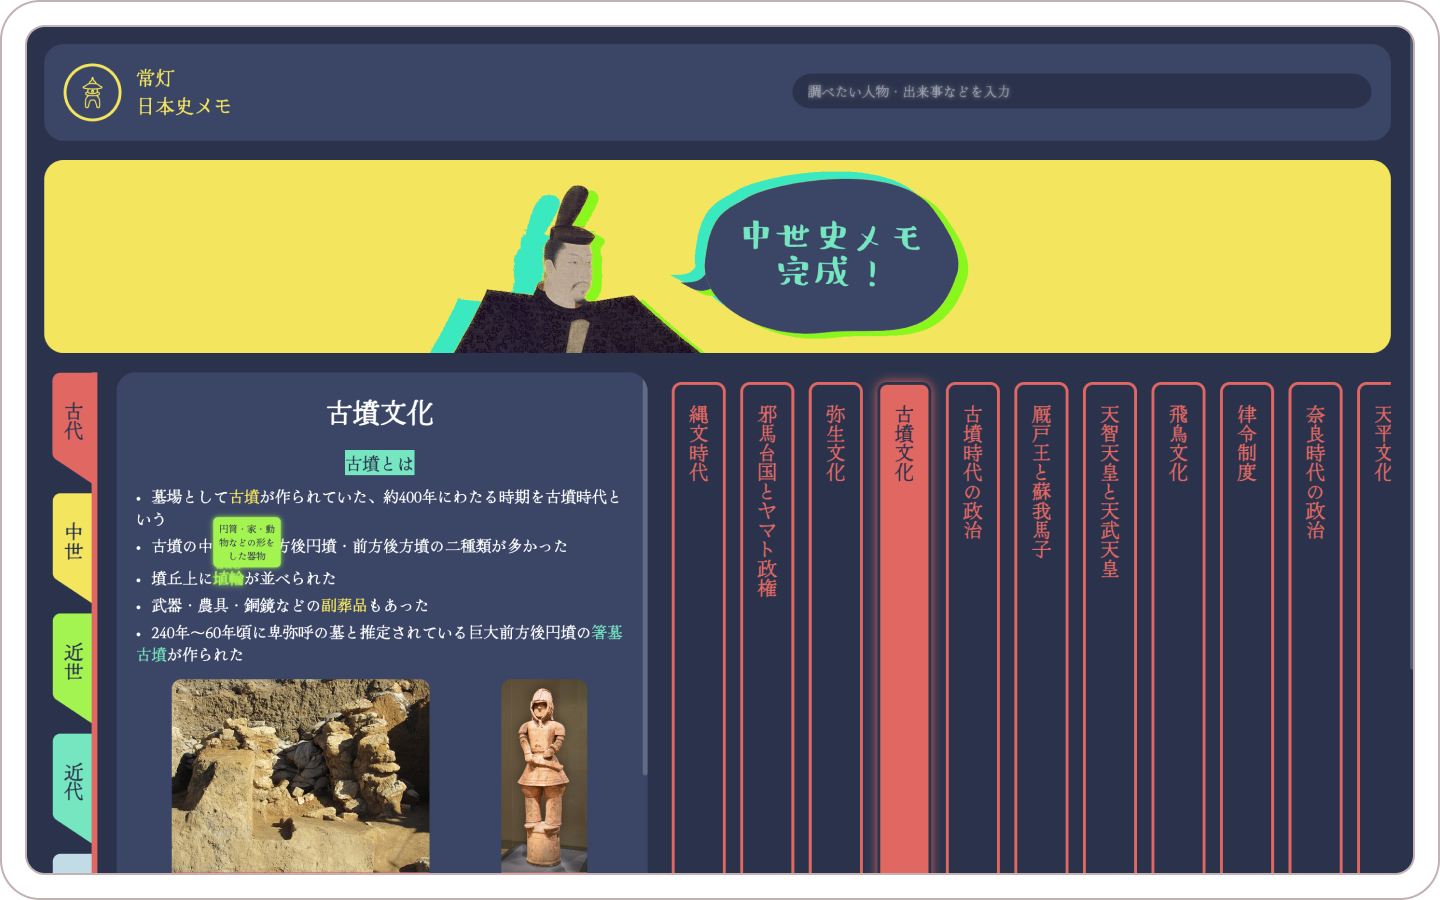 常灯
日本史メモ
調べたい人物・出来事などを入力
中世史メモ
完成！
古代
中世
近世
近代
古墳文化
古墳とは
・墓場として古墳が作られていた、約400年にわたる時期を古墳時代と
いう
円筒・家・動
物などの形を
した器物
・古墳の中 方後円墳・前方後方墳の二種類が多かった
・墳丘上に埴輪が並べられた
・武器・農具・銅鏡などの副葬品もあった
・240年〜60年頃に卑弥呼の墓と推定されている巨大前方後円墳の箸墓
古墳が作られた
縄文時代
邪馬台国とヤマト政権
弥生文化
古墳文化
古墳時代の政治
厩戸王と蘇我馬子
天智天皇と天武天皇
飛鳥文化
律令制度
奈良時代の政治
天平文化